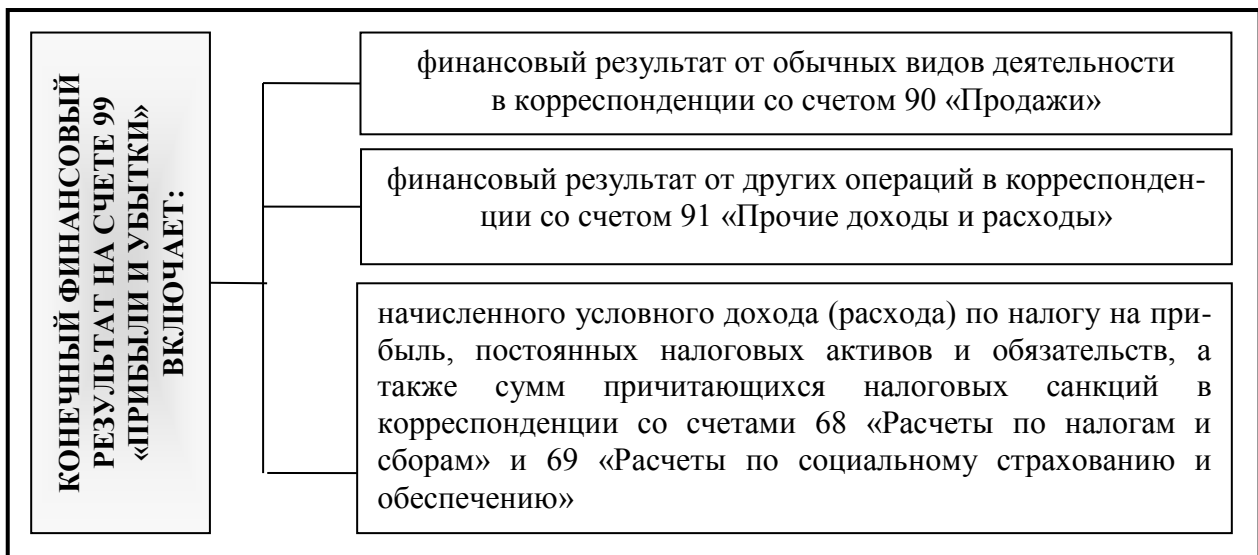 КОНЕЧНЫЙ ФИНАНСОВЫЙ
РЕЗУЛЬТАТ НА СЧЕТЕ 99
«ПРИБЫЛИ И УБЫТКИ»
ВКЛЮЧАЕТ:
финансовый результат от обычных видов деятельности
в корреспонденции со счетом 90 «Продажи»
финансовый результат от других операций в корреспонден-
ции со счетом 91 «Прочие доходы и расходы»
начисленного условного дохода (расхода) по налогу на при-
быль, постоянных налоговых активов и обязательств, а
также сумм причитающихся налоговых санкций в
корреспонденции со счетами 68 «Расчеты по налогам и
сборам» и 69 «Расчеты по социальному страхованию и
обеспечению»